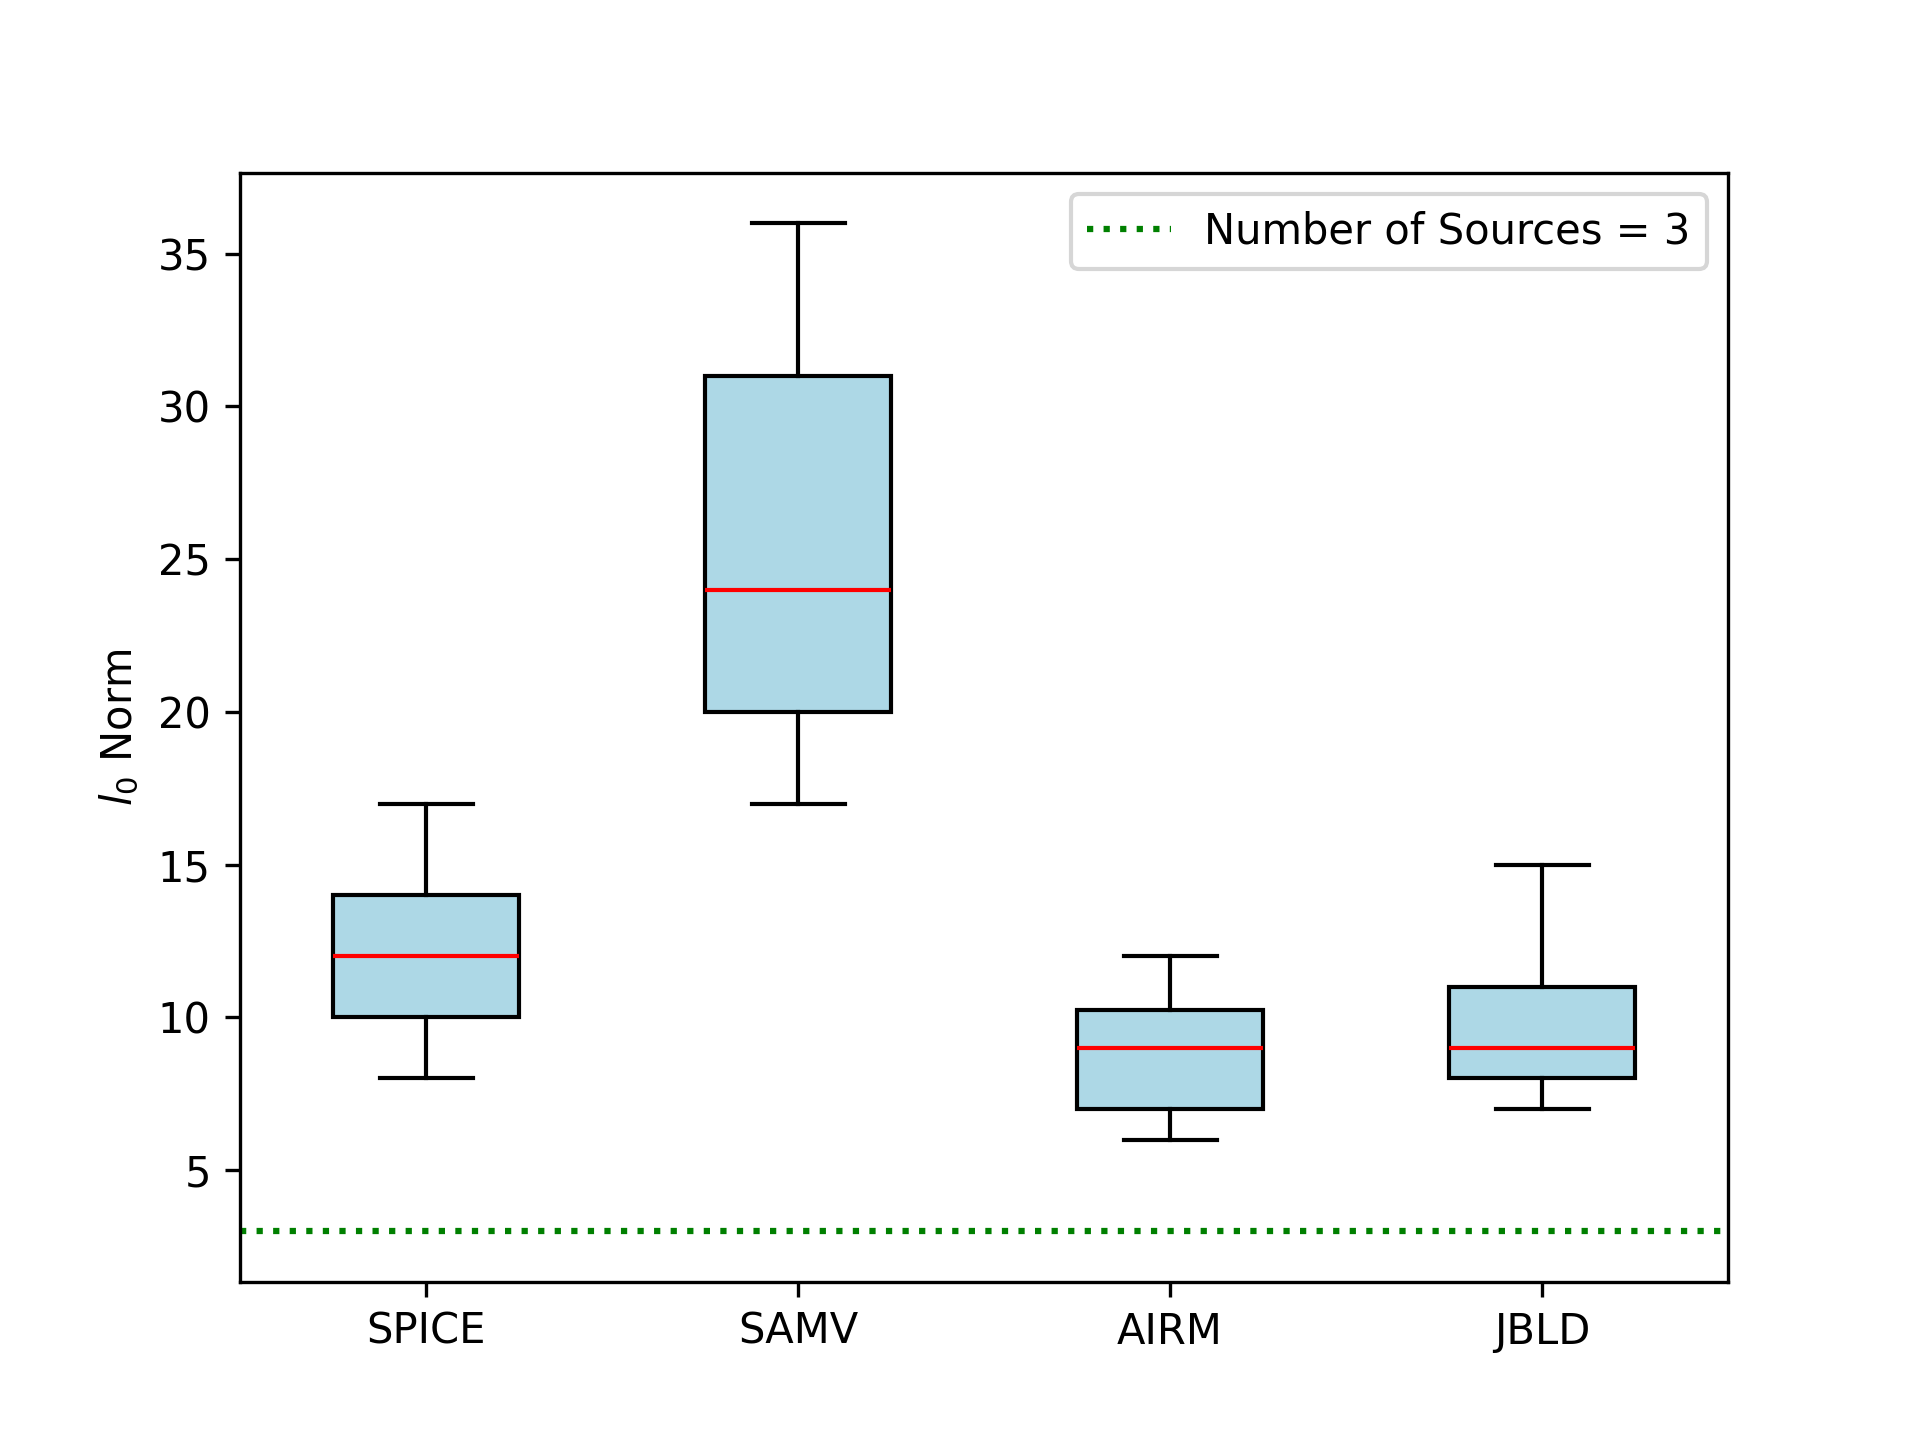 Number of Sources = 3
l₀ Norm
35
30
25
20
15
10
5
SPICE
SAMV
AIRM
JBLD